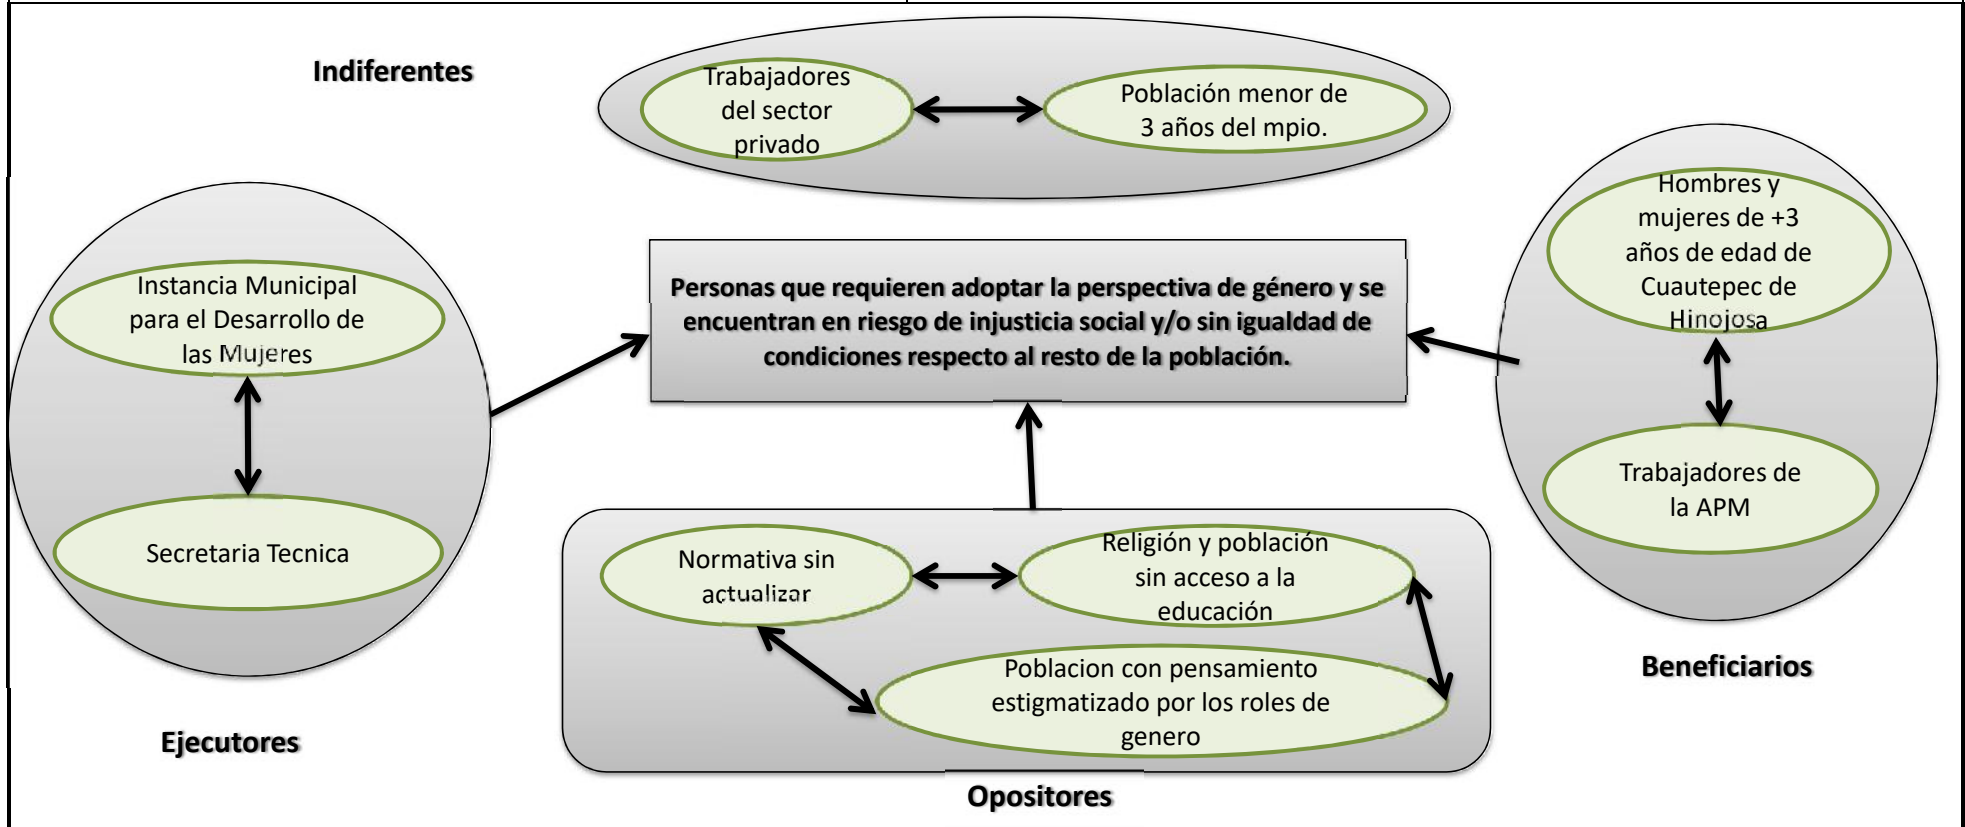 Indiferentes
Trabajadores
del sector
privado
Población menor de
3 años del mpio.
Instancia Municipal
para el Desarrollo de
las Mujeres
Secretaria Tecnica
Ejecutores
Personas que requieren adoptar la perspectiva de género y se
encuentran en riesgo de injusticia social y/o sin igualdad de
condiciones respecto al resto de la población.
Hombres y
mujeres de +3
años de edad de
Cuautepec de
Hinojosa
Trabajadores de
la APM
Beneficiarios
Normativa sin
actualizar
Religión y población
sin acceso a la
educación
Poblacion con pensamiento
estigmatizado por los roles de
genero
Opositores